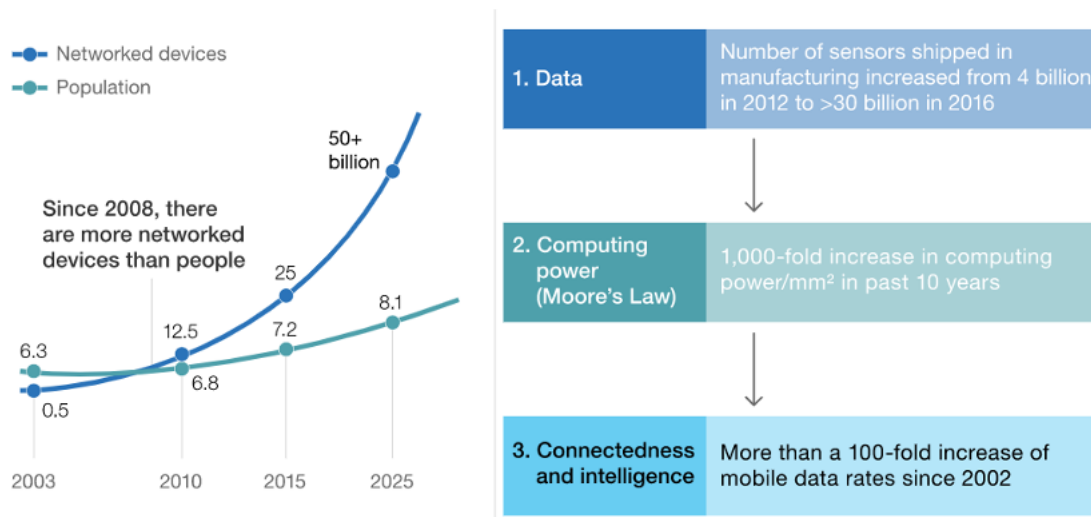 Networked devices
Population
50+
billion
Since 2008, there
are more networked
devices than people
25
12.5
8.1
7.2
6.3
6.8
0.5
2003
2010
2015
2025
1. Data
Number of sensors shipped in
manufacturing increased from 4 billion
in 2012 to >30 billion in 2016
2. Computing
power
(Moore's Law)
1,000-fold increase in computing
power/mm² in past 10 years
3. Connectedness
and intelligence
More than a 100-fold increase of
mobile data rates since 2002